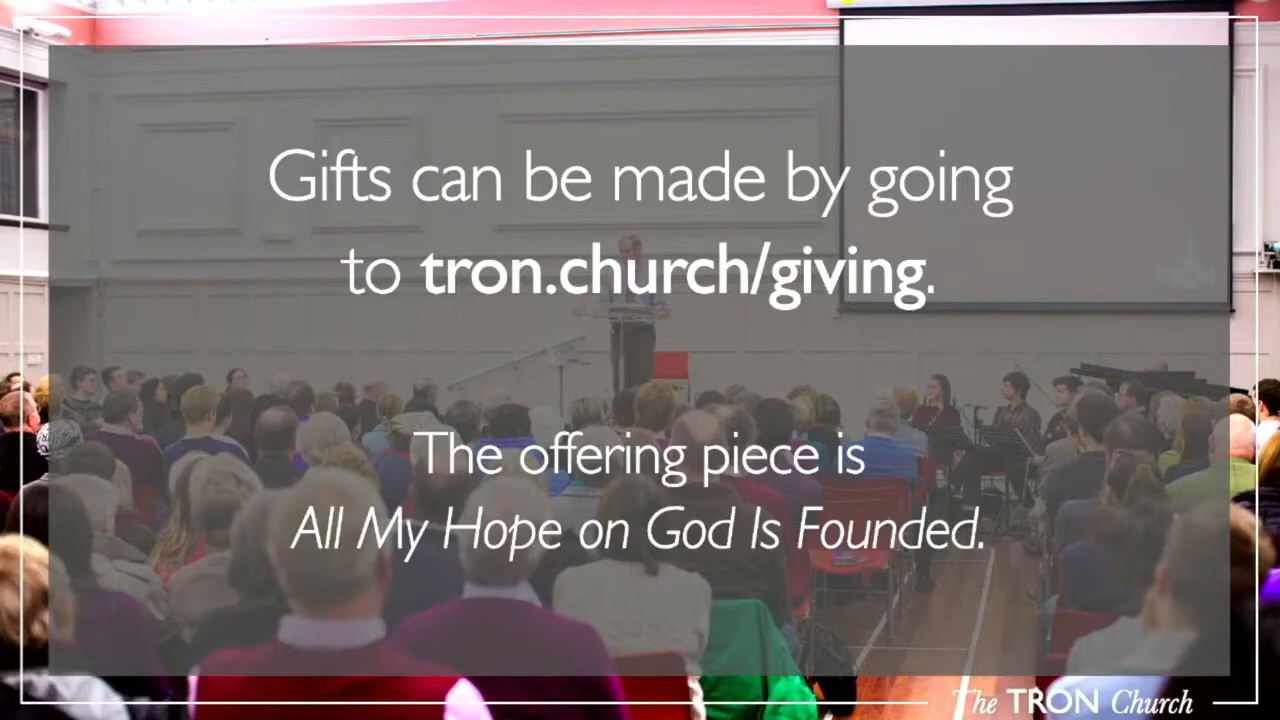 Gifts can be made by going
to tron.church/giving.
The offering piece is
All My Hope on God Is Founded.
The TRON Church